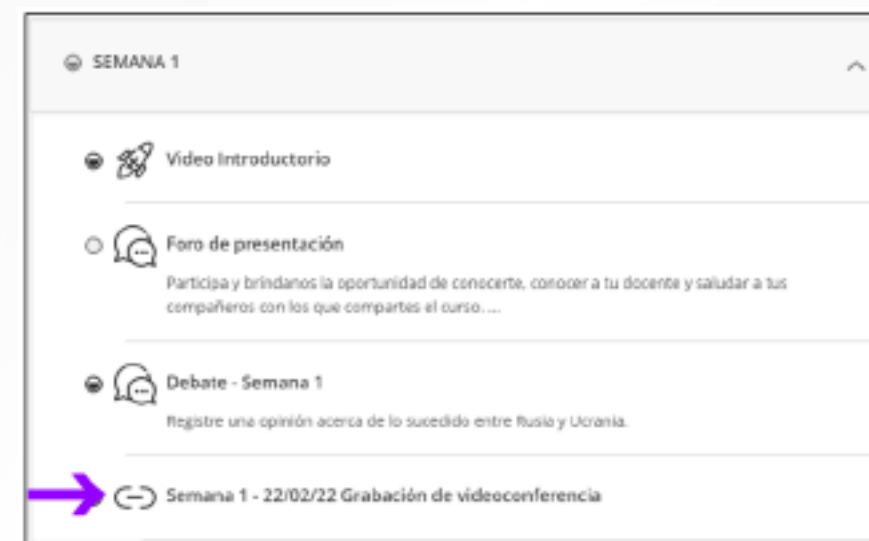 SEMANA 1
Video Introductorio
Foro de presentación
Participa y bríndanos la oportunidad de conocerte, conocer a tu docente y saludar a tus
compañeros con los que compartes el curso. ...
Debate - Semana 1
Registre una opinión acerca de lo sucedido entre Rusia y Ucrania.
Semana 1 - 22/02/22 Grabación de videoconferencia